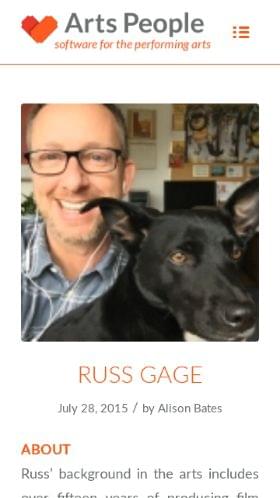 Arts People
software for the performing arts
RUSS GAGE
July 28, 2015 / by Alison Bates
ABOUT
Russ' background in the arts includes
over fifteen years of producing film